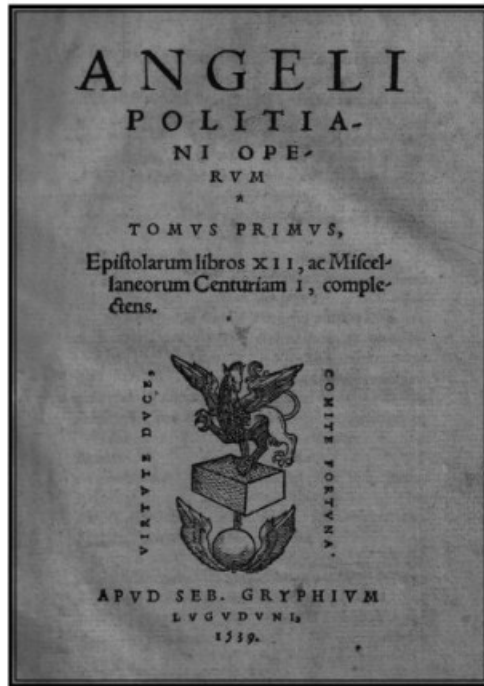 ANGELI
POLITIA-
NI OPE-
RVM
*
TOMVS PRIMVS,
Epiſtolarum libros XII, ac Miſcel-
laneorum Centuriam I, comple-
ctens.
VIRTVTE DVCE,
COMITE FORTVNA.
APVD SEB. GRYPHIVM
LVGVDVNI,
1539.